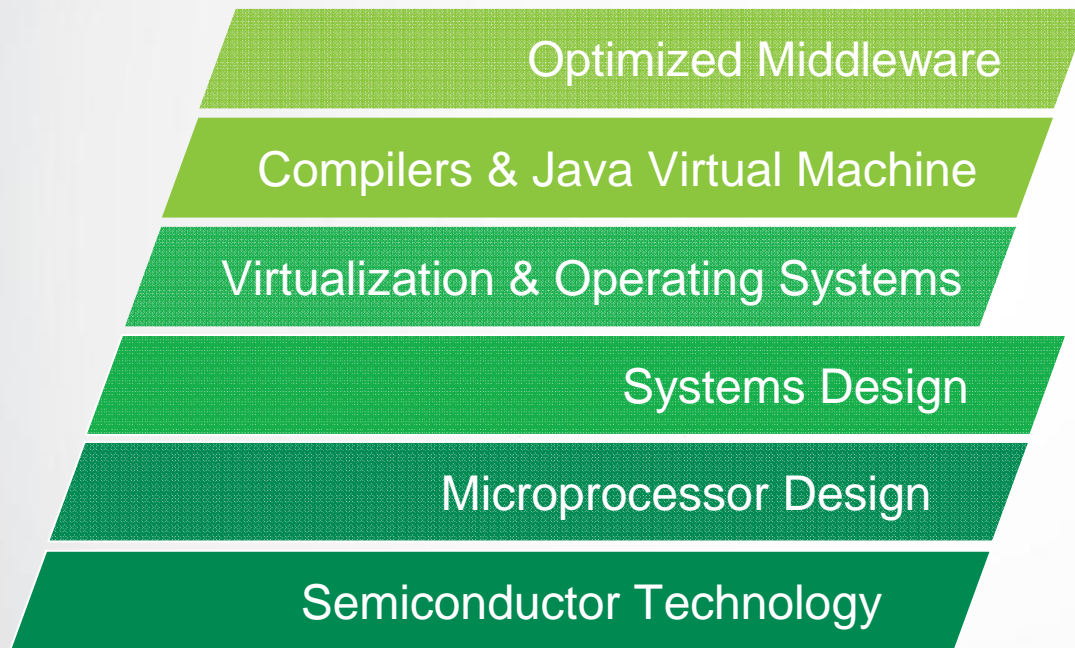 Optimized Middleware
Compilers & Java Virtual Machine
Virtualization & Operating Systems
Systems Design
Microprocessor Design
Semiconductor Technology